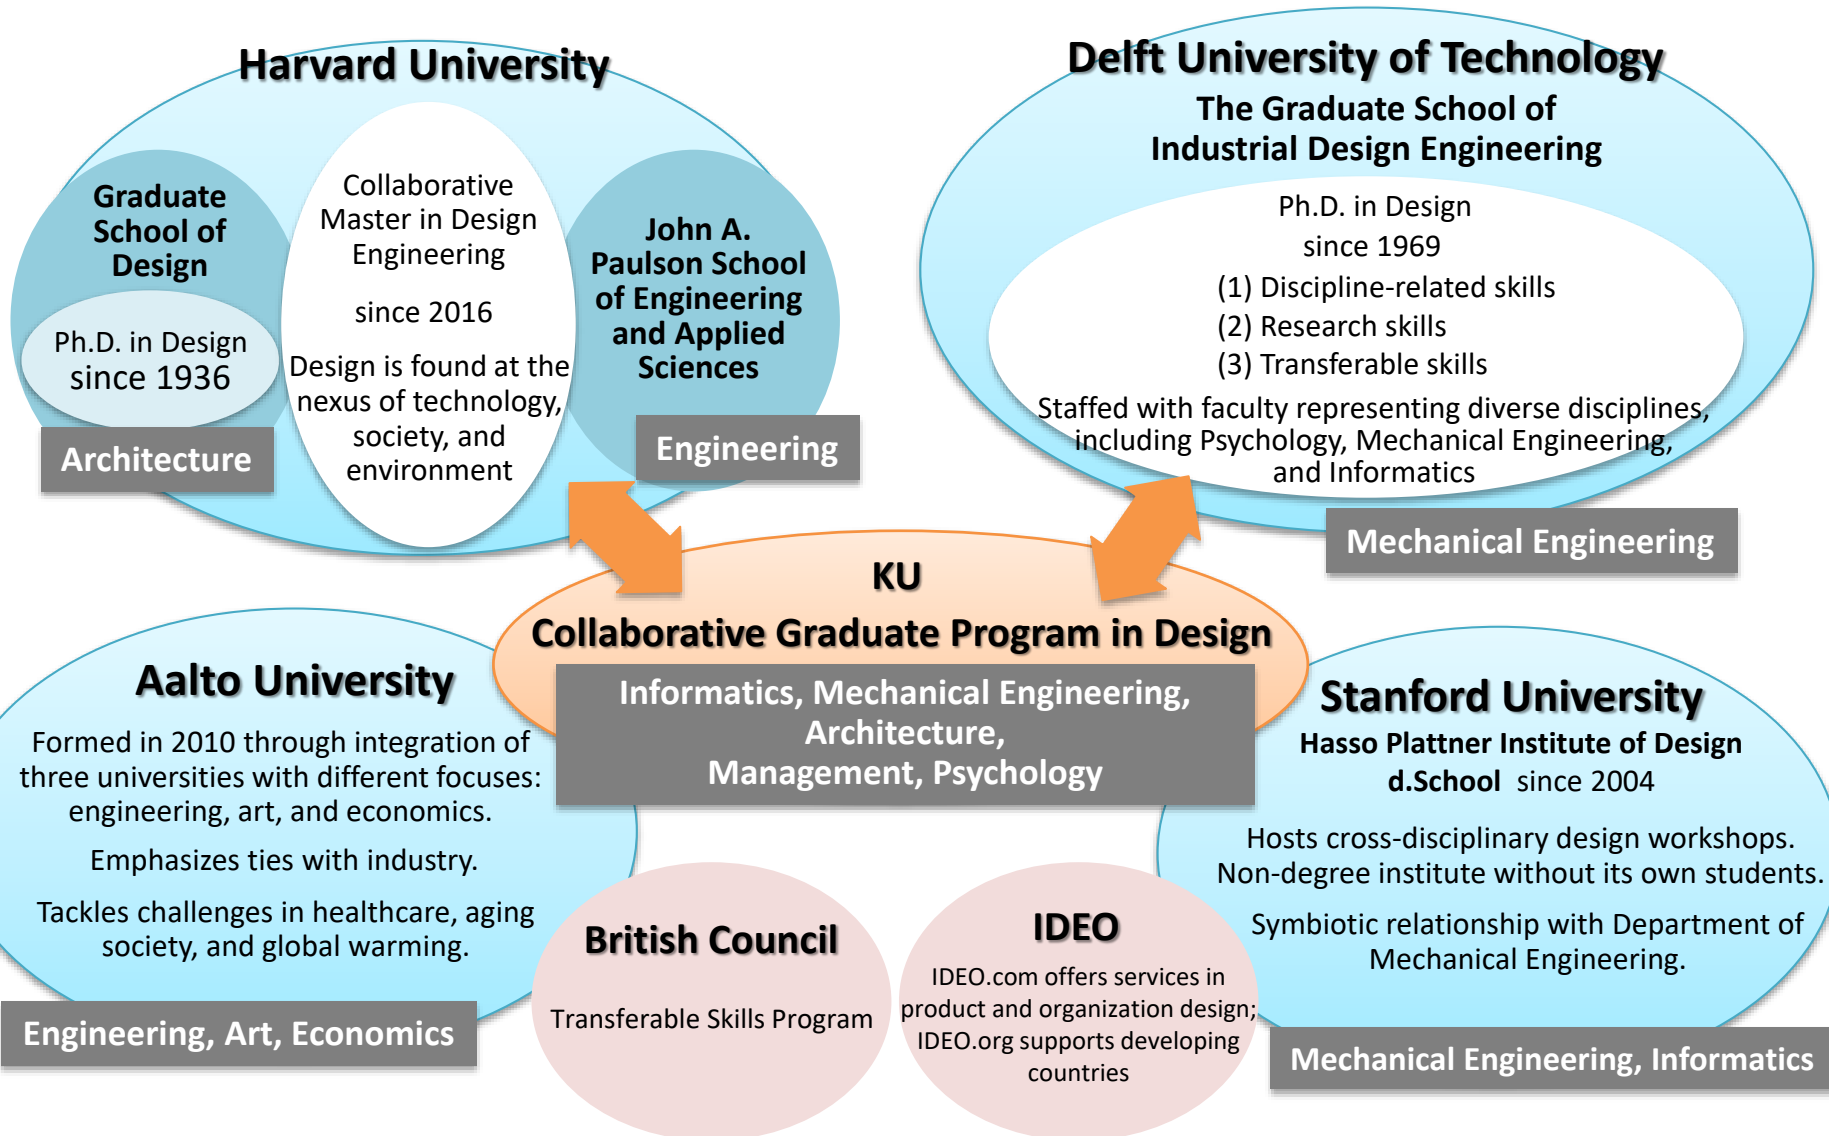 Harvard University
Graduate
School of
Design
Ph.D. in Design
since 1936
Architecture
Collaborative
Master in Design
Engineering
since 2016
Design is found at the
nexus of technology,
society, and
environment
John A.
Paulson School
of Engineering
and Applied
Sciences
Engineering
Delft University of Technology
The Graduate School of
Industrial Design Engineering
Ph.D. in Design
since 1969
(1) Discipline-related skills
(2) Research skills
(3) Transferable skills
Staffed with faculty representing diverse disciplines,
including Psychology, Mechanical Engineering,
and Informatics
Mechanical Engineering
KU
Collaborative Graduate Program in Design
Informatics, Mechanical Engineering,
Architecture,
Management, Psychology
Aalto University
Formed in 2010 through integration of
three universities with different focuses:
engineering, art, and economics.
Emphasizes ties with industry.
Tackles challenges in healthcare, aging
society, and global warming.
Engineering, Art, Economics
British Council
Transferable Skills Program
IDEO
IDEO.com offers services in
product and organization design;
IDEO.org supports developing
countries
Stanford University
Hasso Plattner Institute of Design
d.School since 2004
Hosts cross-disciplinary design workshops.
Non-degree institute without its own students.
Symbiotic relationship with Department of
Mechanical Engineering.
Mechanical Engineering, Informatics